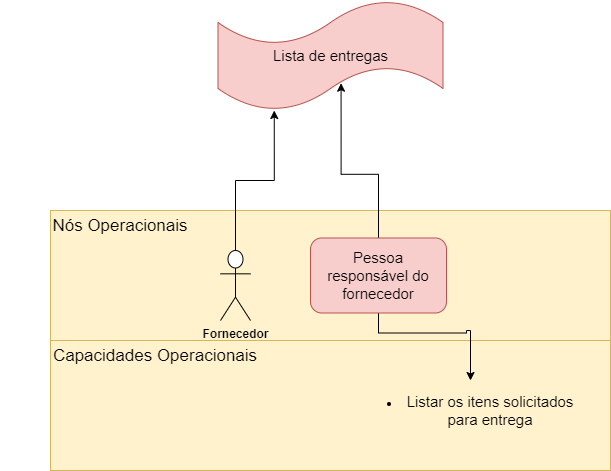 Lista de entregas
Nós Operacionais
Pessoa
responsável do
fornecedor
Fornecedor
Capacidades Operacionais
• Listar os itens solicitados
para entrega